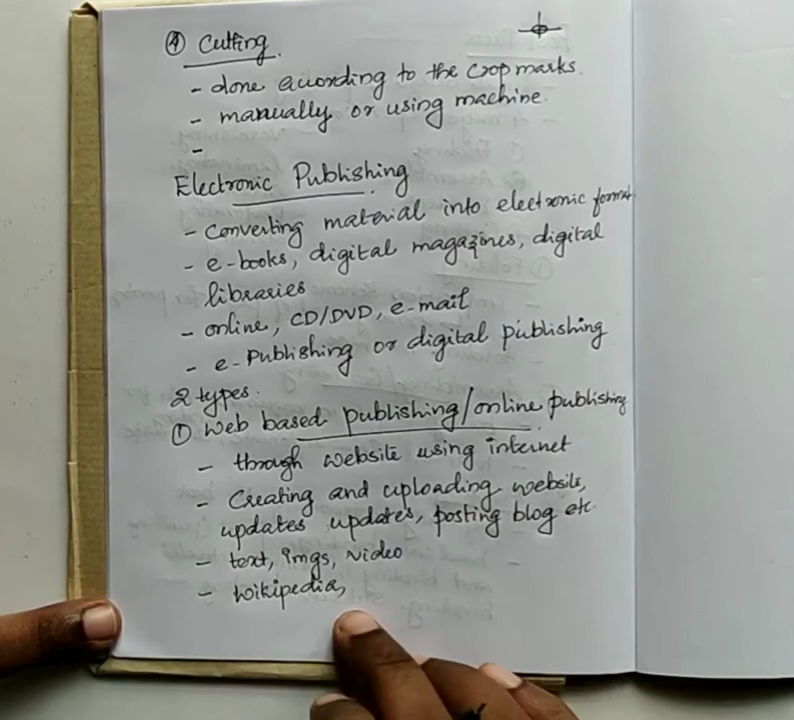 ④ Cutting.
- done according to the crop marks.
- manually or using machine.
-
Electronic Publishing
- Converting material into electronic format
- e-books, digital magazines, digital
libraries
- online, CD/DVD, e-mail
- e-Publishing or digital publishing
2 types.
① Web based publishing/online publishing
- through website using internet
- Creating and uploading website,
updates updates, posting blog etc.
- text, imgs, video
- wikipedia,